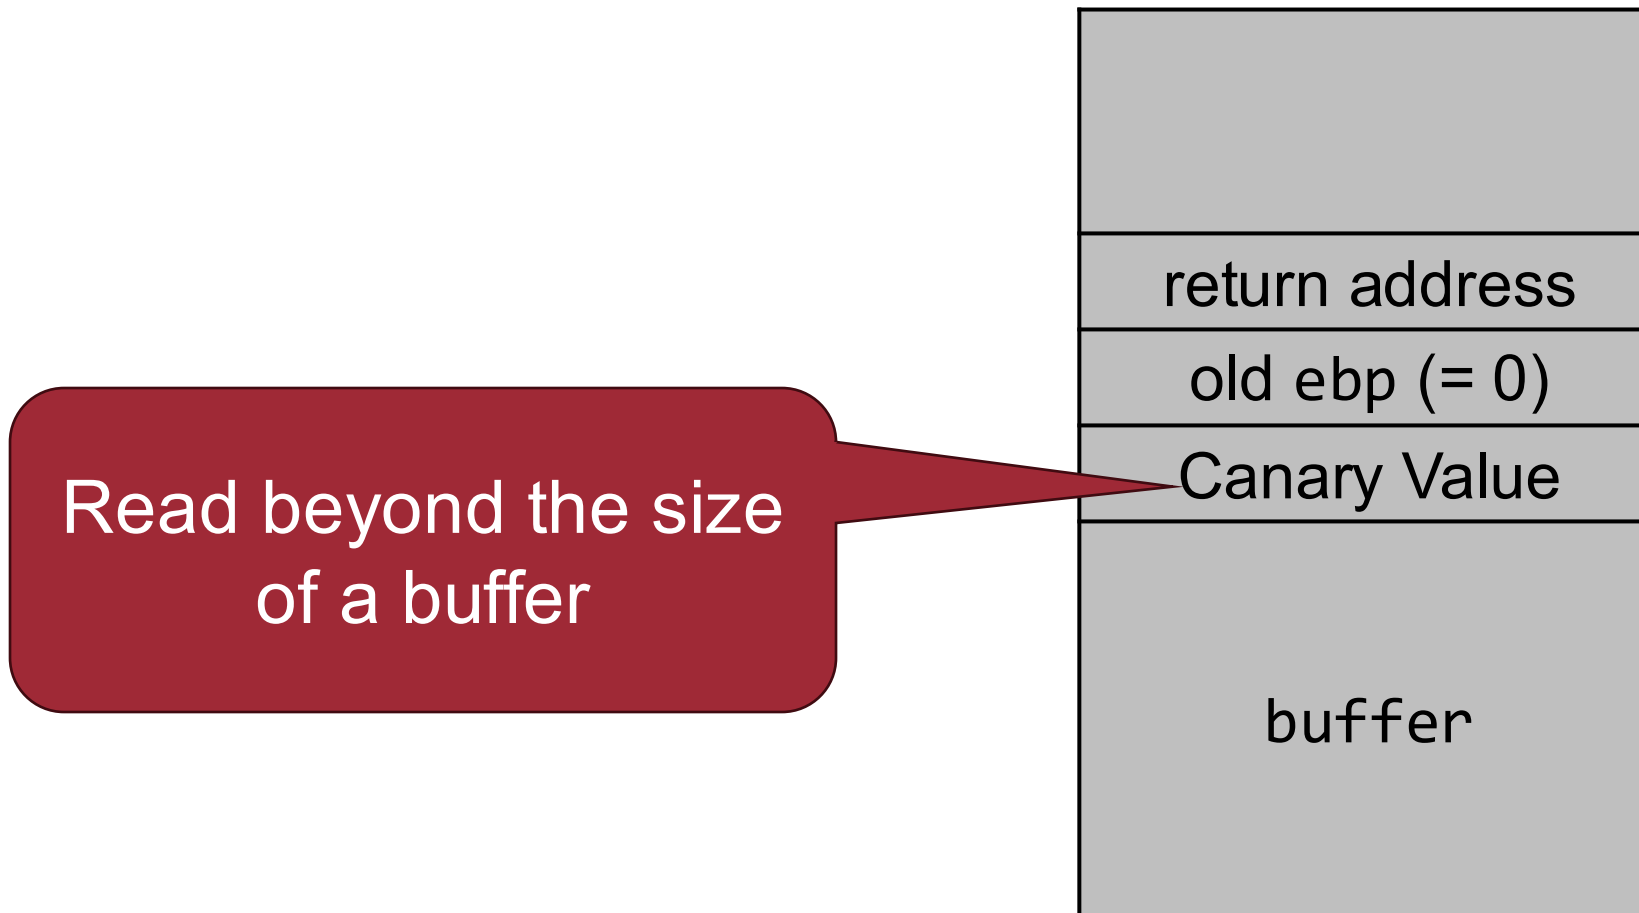 return address
old ebp (= 0)
Canary Value
Read beyond the size
of a buffer
buffer